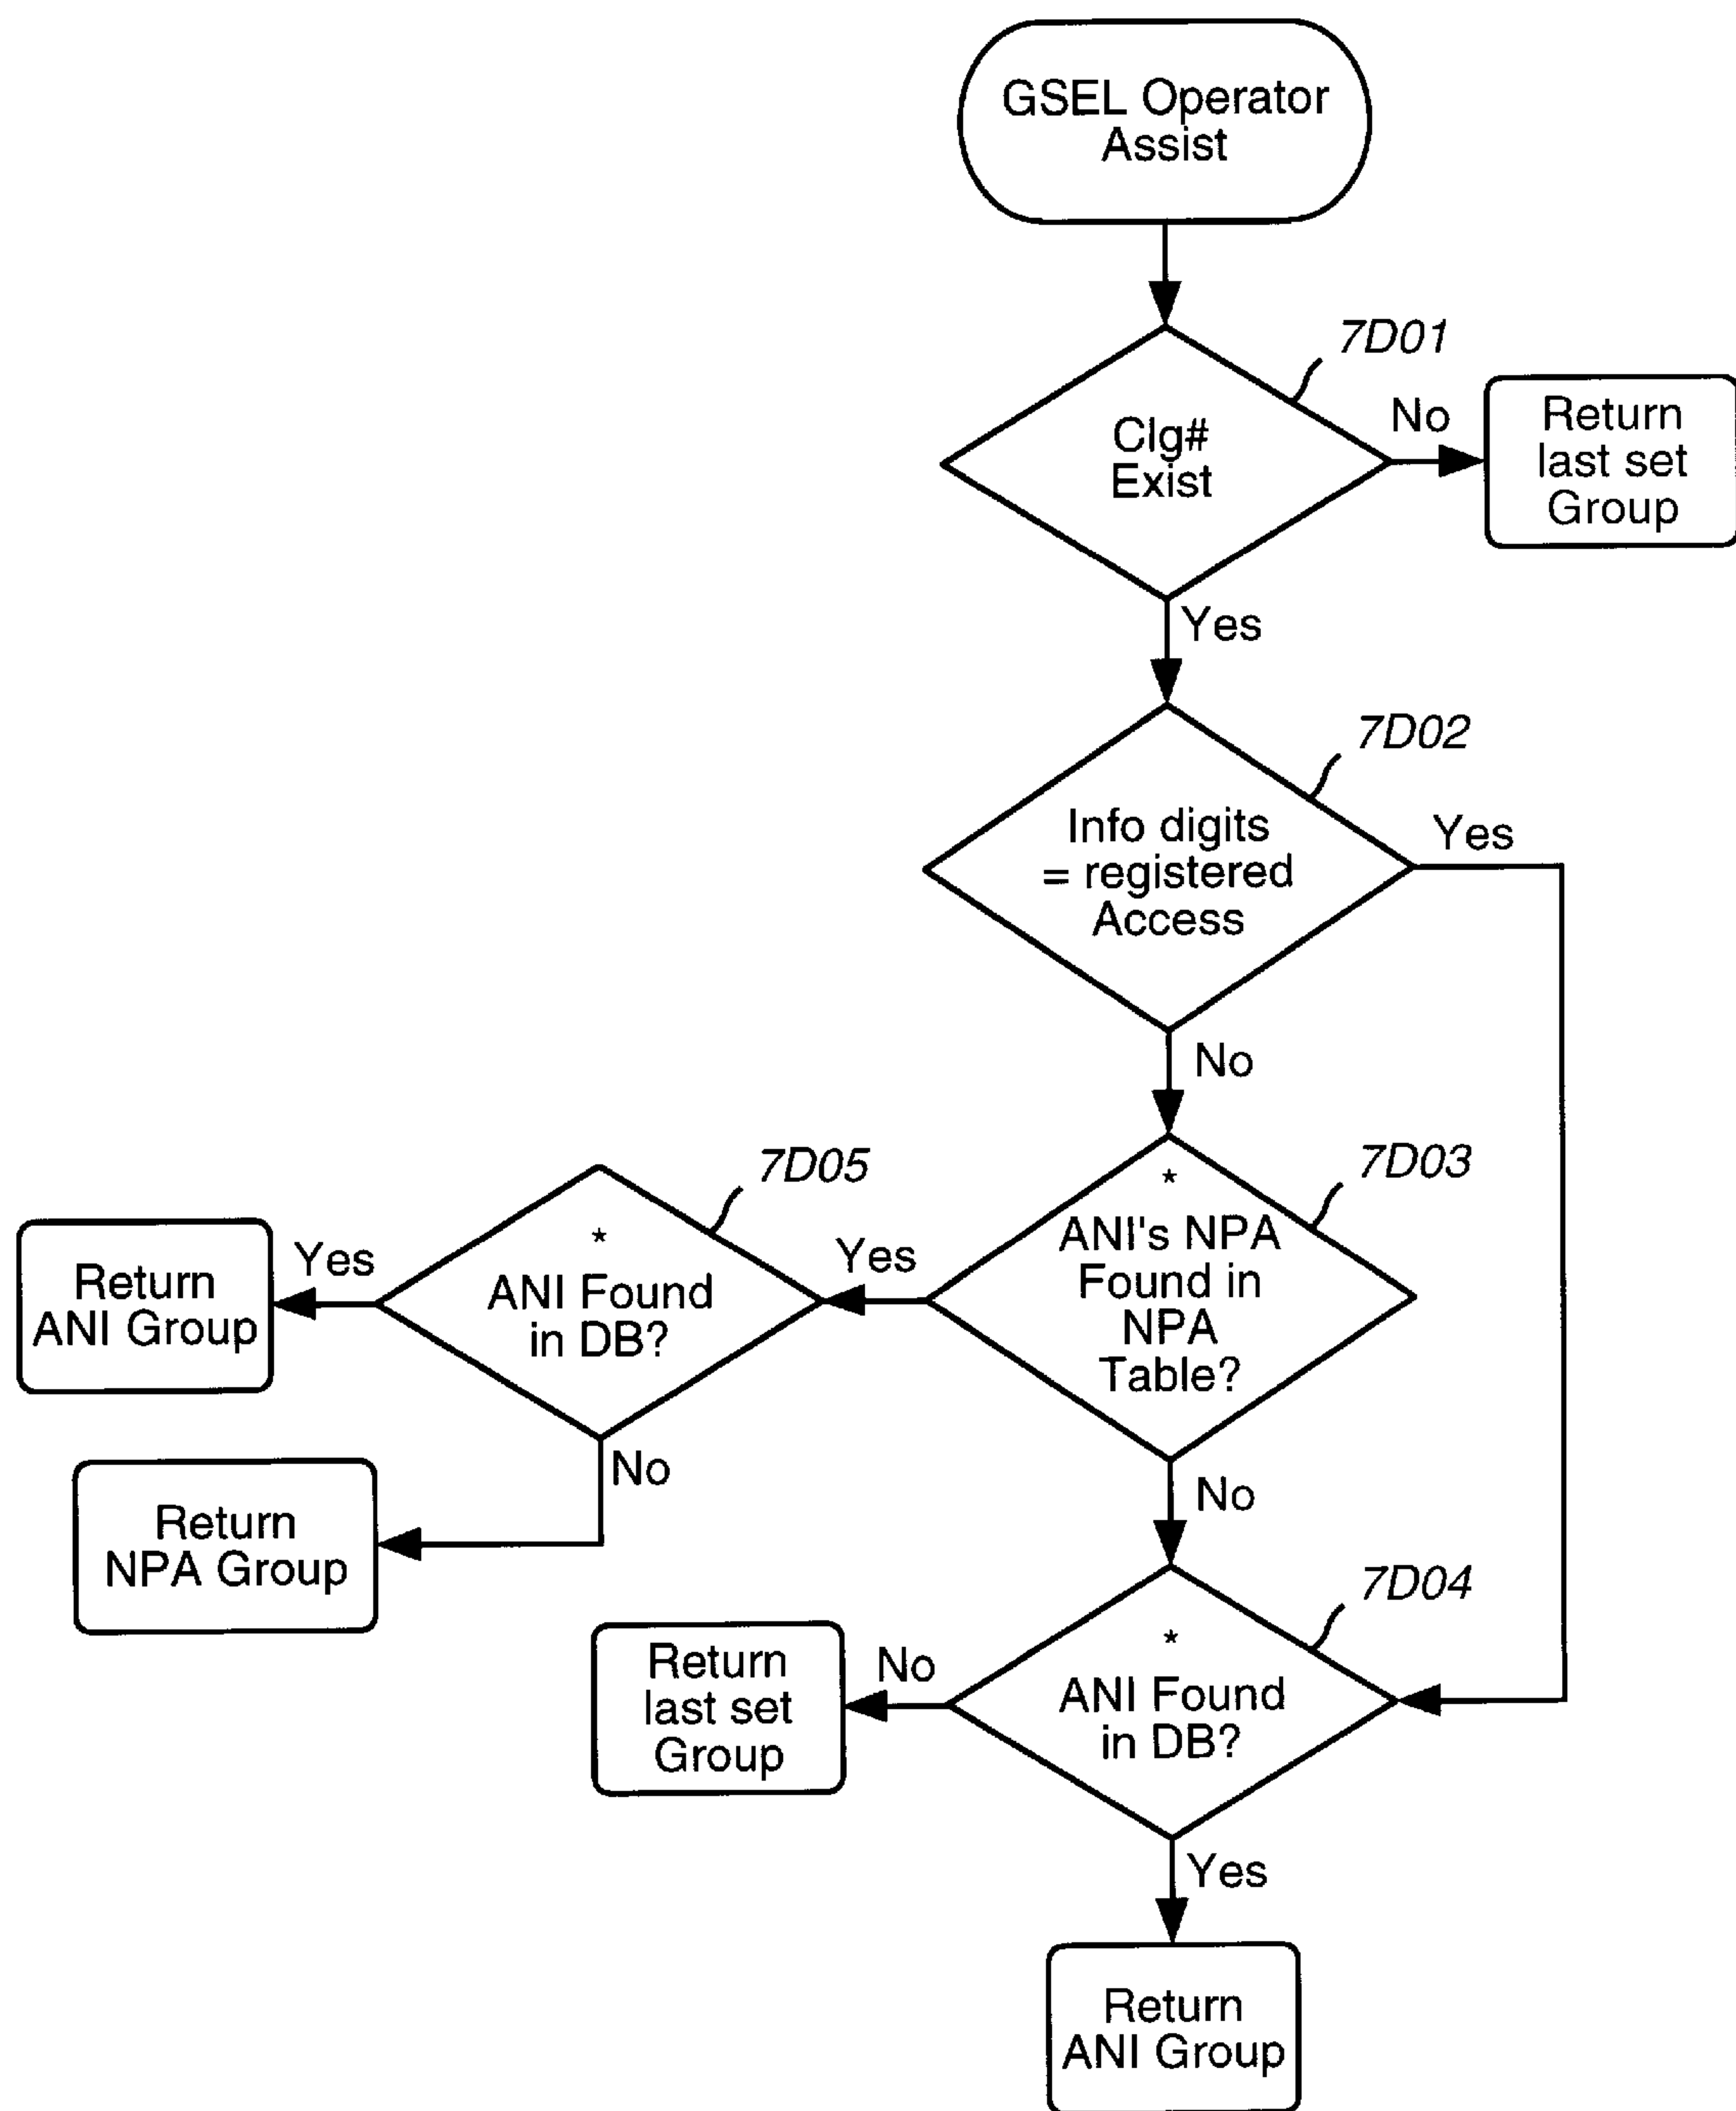 GSEL Operator
Assist
7D01
Clg#
Exist
No
Return
last set
Group
Yes
7D02
Info digits
= registered
Access
Yes
No
7D03
*
ANI's NPA
Found in
NPA
Table?
Yes
7D05
*
ANI Found
in DB?
Yes
Return
ANI Group
No
Return
NPA Group
No
7D04
*
ANI Found
in DB?
No
Return
last set
Group
Yes
Return
ANI Group